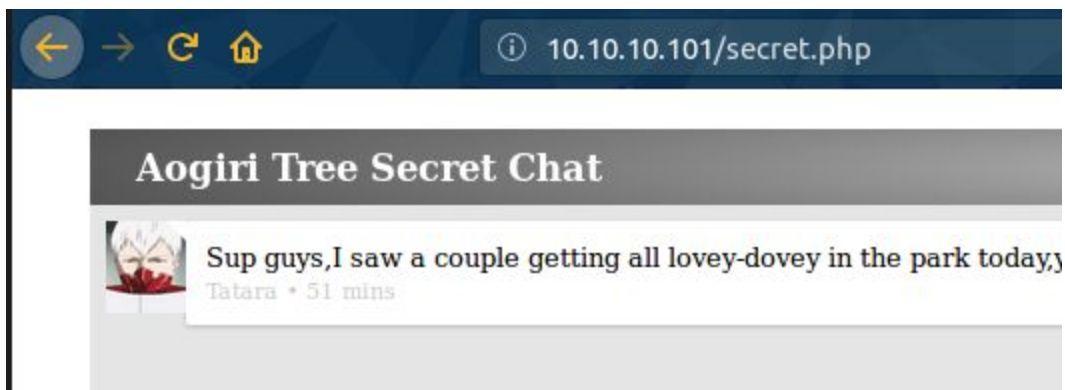 10.10.10.101/secret.php
Aogiri Tree Secret Chat
Sup guys,I saw a couple getting all lovey-dovey in the park today,y
Tatara • 51 mins